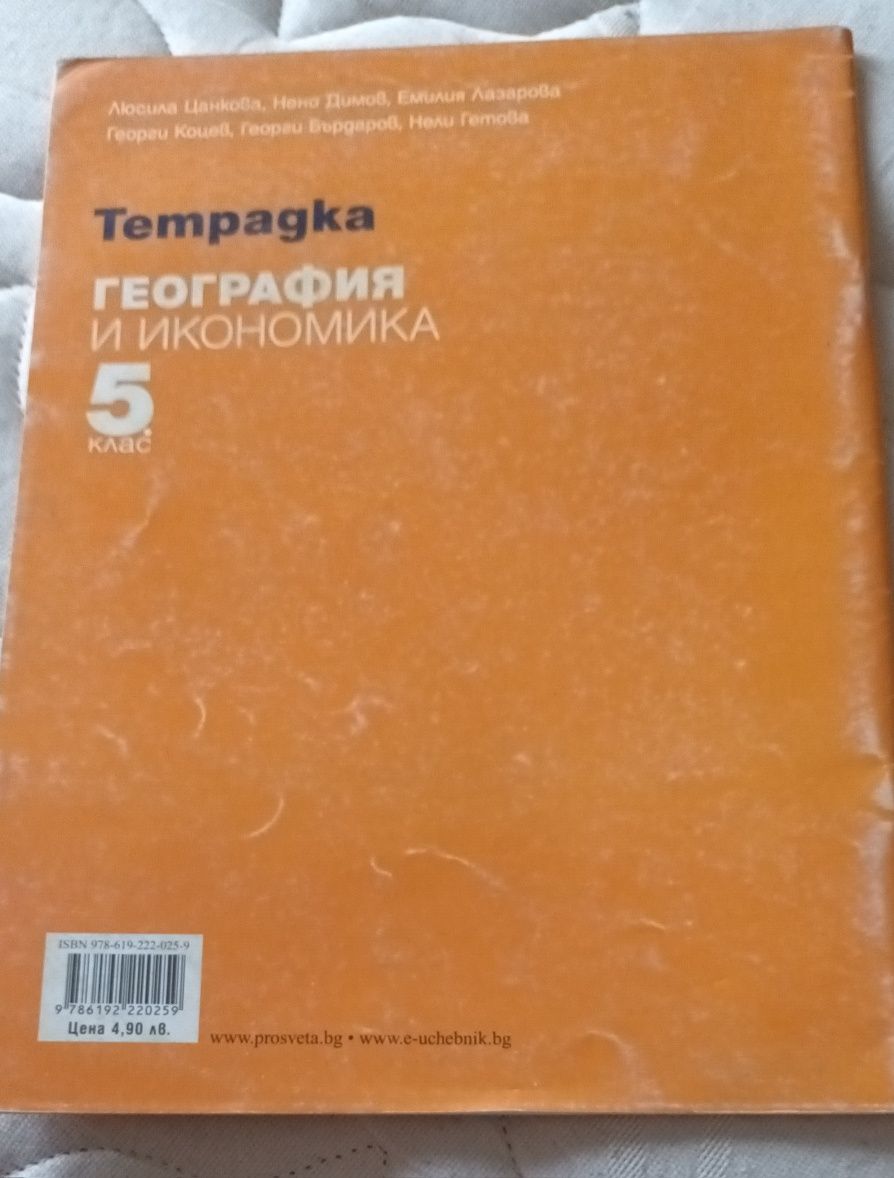 Люсила Цанкова, Нено Димов, Емилия Лазарова
Георги Коцев, Георги Бърдаров, Нели Гетова
Тетрадка
ГЕОГРАФИЯ
И ИКОНОМИКА
5.
клас
ISBN 978-619-222-025-9
9 786192 220259
Цена 4,90 лв.
www.prosveta.bg • www.e-uchebnik.bg